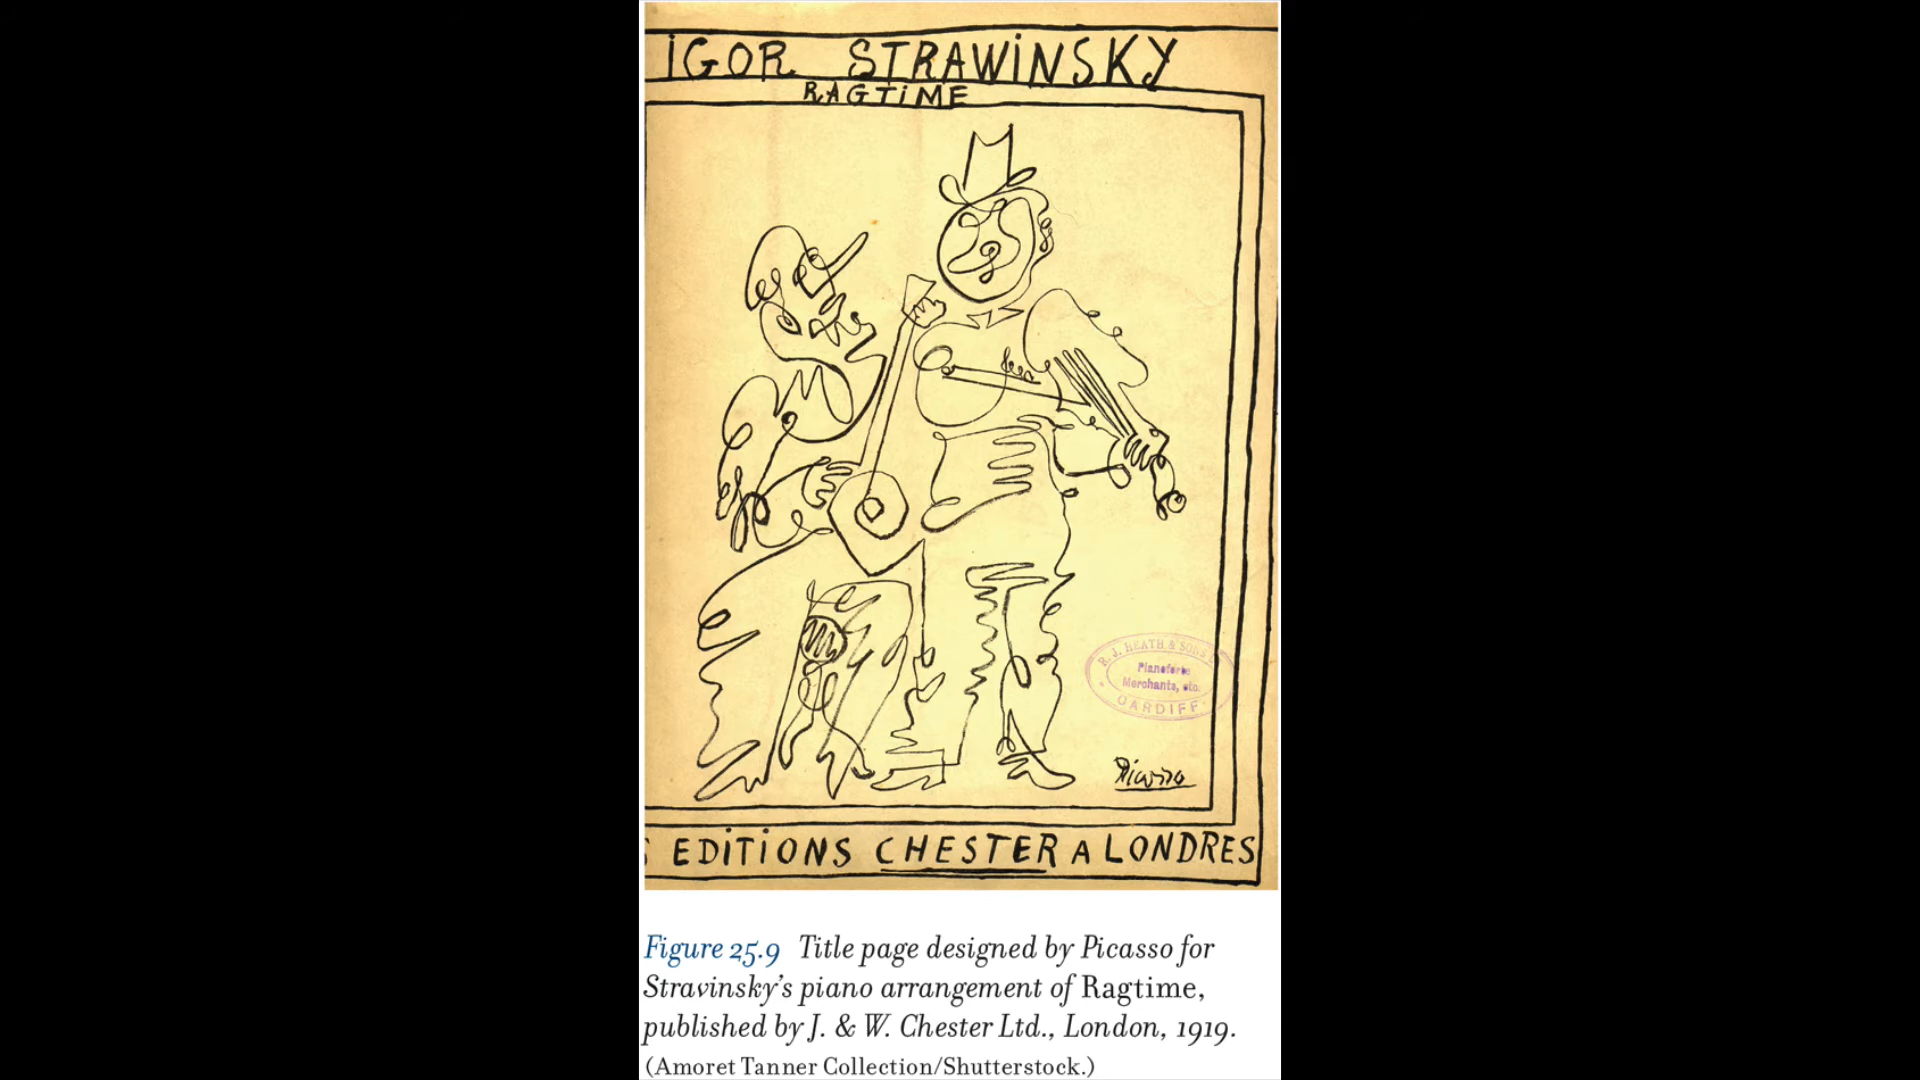 IGOR STRAWINSKY
RAGTIME
R. J. HEATH & SONS
Pianoforte
Merchants, etc.
CARDIFF
Picasso
EDITIONS CHESTER A LONDRES
Figure 25.9 Title page designed by Picasso for
Stravinsky's piano arrangement of Ragtime,
published by J. & W. Chester Ltd., London, 1919.
(Amoret Tanner Collection/Shutterstock.)